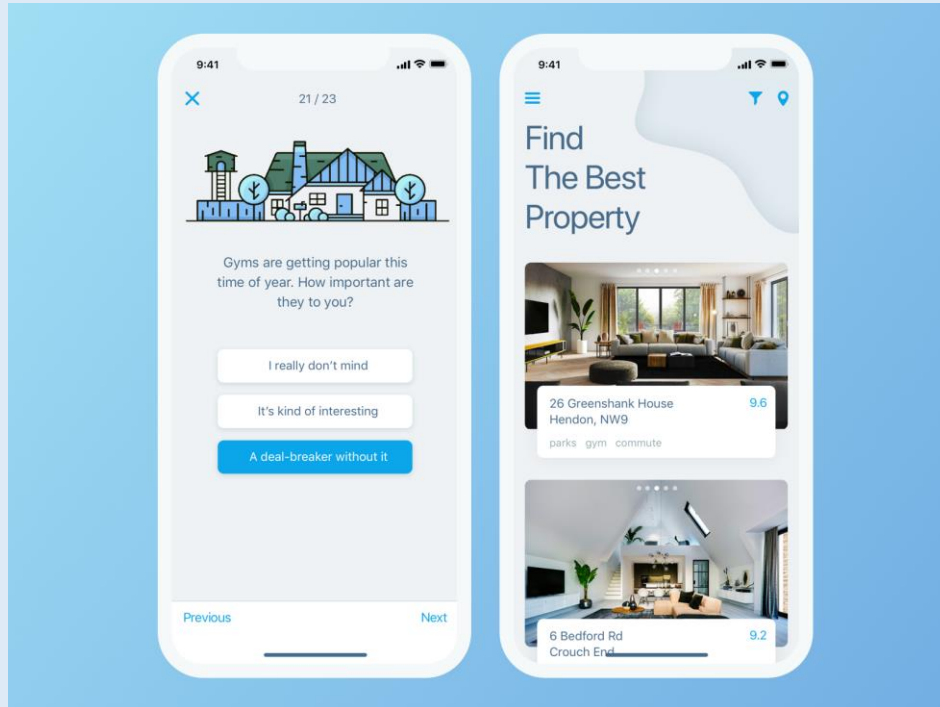 9:41
21 / 23
Gyms are getting popular this
time of year. How important are
they to you?
I really don't mind
It's kind of interesting
A deal-breaker without it
Previous
Next
9:41
Find
The Best
Property
26 Greenshank House
9.6
Hendon, NW9
parks gym commute
6 Bedford Rd
9.2
Crouch End